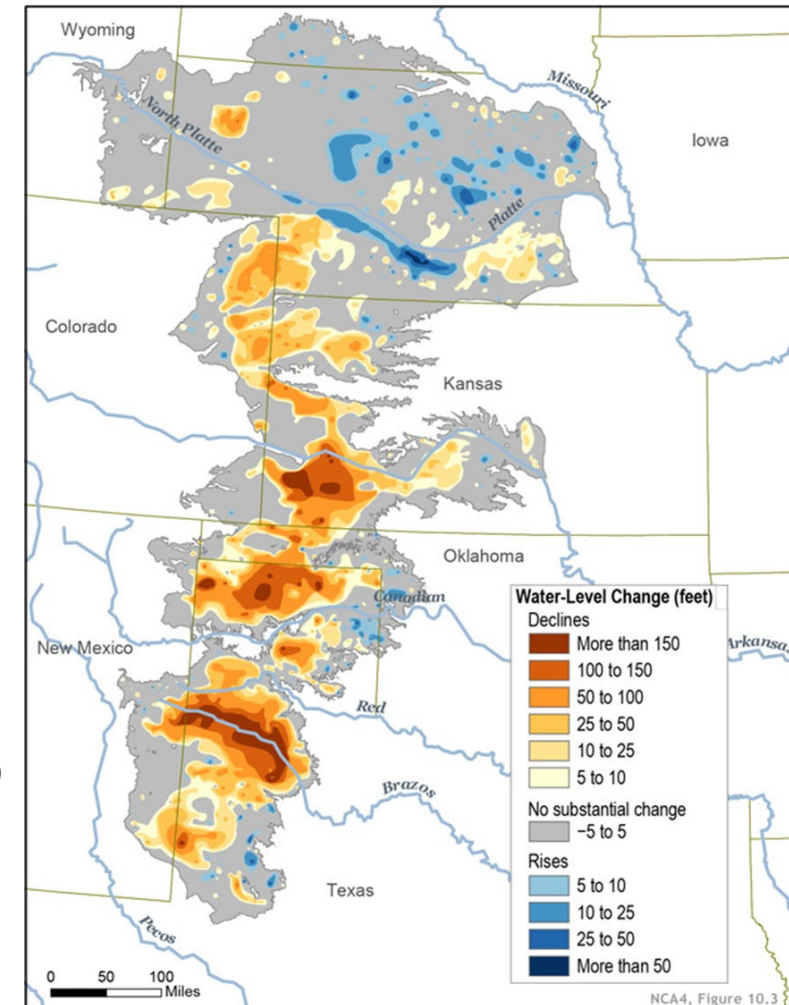 Wyoming
Missouri
North Platte
Iowa
Platte
Colorado
Kansas
Oklahoma
Canadian
New Mexico
Arkansas
Red
Brazos
Texas
Pecos
Water-Level Change (feet)
Declines
More than 150
100 to 150
50 to 100
25 to 50
10 to 25
5 to 10
No substantial change
−5 to 5
Rises
5 to 10
10 to 25
25 to 50
More than 50
0 50 100
Miles
NCA4, Figure 10.3
)